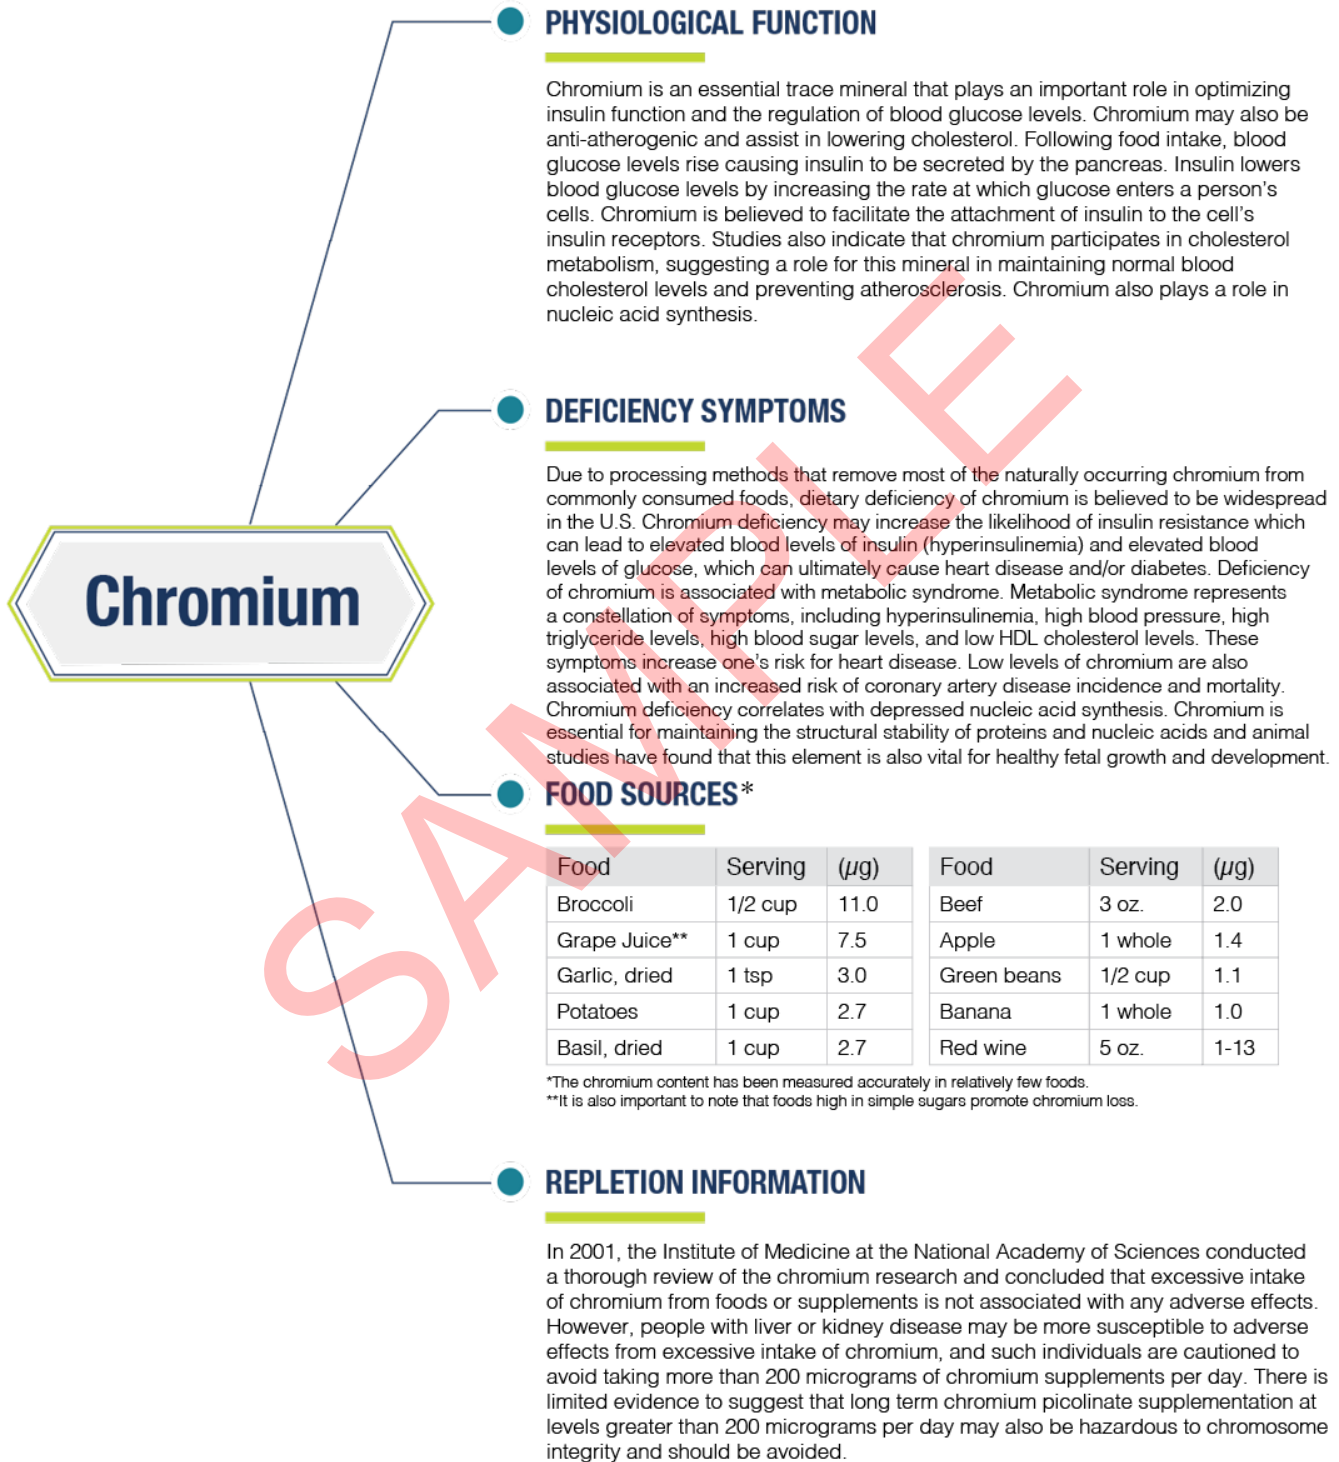 PHYSIOLOGICAL FUNCTION
Chromium is an essential trace mineral that plays an important role in optimizing
insulin function and the regulation of blood glucose levels. Chromium may also be
anti-atherogenic and assist in lowering cholesterol. Following food intake, blood
glucose levels rise causing insulin to be secreted by the pancreas. Insulin lowers
blood glucose levels by increasing the rate at which glucose enters a person's
cells. Chromium is believed to facilitate the attachment of insulin to the cell's
insulin receptors. Studies also indicate that chromium participates in cholesterol
metabolism, suggesting a role for this mineral in maintaining normal blood
cholesterol levels and preventing atherosclerosis. Chromium also plays a role in
nucleic acid synthesis.
DEFICIENCY SYMPTOMS
Due to processing methods that remove most of the naturally occurring chromium from
commonly consumed foods, dietary deficiency of chromium is believed to be widespread
in the U.S. Chromium deficiency may increase the likelihood of insulin resistance which
can lead to elevated blood levels of insulin (hyperinsulinemia) and elevated blood
levels of glucose, which can ultimately cause heart disease and/or diabetes. Deficiency
of chromium is associated with metabolic syndrome. Metabolic syndrome represents
a constellation of symptoms, including hyperinsulinemia, high blood pressure, high
triglyceride levels, high blood sugar levels, and low HDL cholesterol levels. These
symptoms increase one's risk for heart disease. Low levels of chromium are also
associated with an increased risk of coronary artery disease incidence and mortality.
Chromium deficiency correlates with depressed nucleic acid synthesis. Chromium is
essential for maintaining the structural stability of proteins and nucleic acids and animal
studies have found that this element is also vital for healthy fetal growth and development.
Chromium
FOOD SOURCES*
Food Serving (µg) Food Serving (µg)
Broccoli 1/2 cup 11.0 Beef 3 oz. 2.0
Grape Juice** 1 cup 7.5 Apple 1 whole 1.4
Garlic, dried 1 tsp 3.0 Green beans 1/2 cup 1.1
Potatoes 1 cup 2.7 Banana 1 whole 1.0
Basil, dried 1 cup 2.7 Red wine 5 oz. 1-13
*The chromium content has been measured accurately in relatively few foods.
**It is also important to note that foods high in simple sugars promote chromium loss.
REPLETION INFORMATION
In 2001, the Institute of Medicine at the National Academy of Sciences conducted
a thorough review of the chromium research and concluded that excessive intake
of chromium from foods or supplements is not associated with any adverse effects.
However, people with liver or kidney disease may be more susceptible to adverse
effects from excessive intake of chromium, and such individuals are cautioned to
avoid taking more than 200 micrograms of chromium supplements per day. There is
limited evidence to suggest that long term chromium picolinate supplementation at
levels greater than 200 micrograms per day may also be hazardous to chromosome
integrity and should be avoided.
SAMPLE